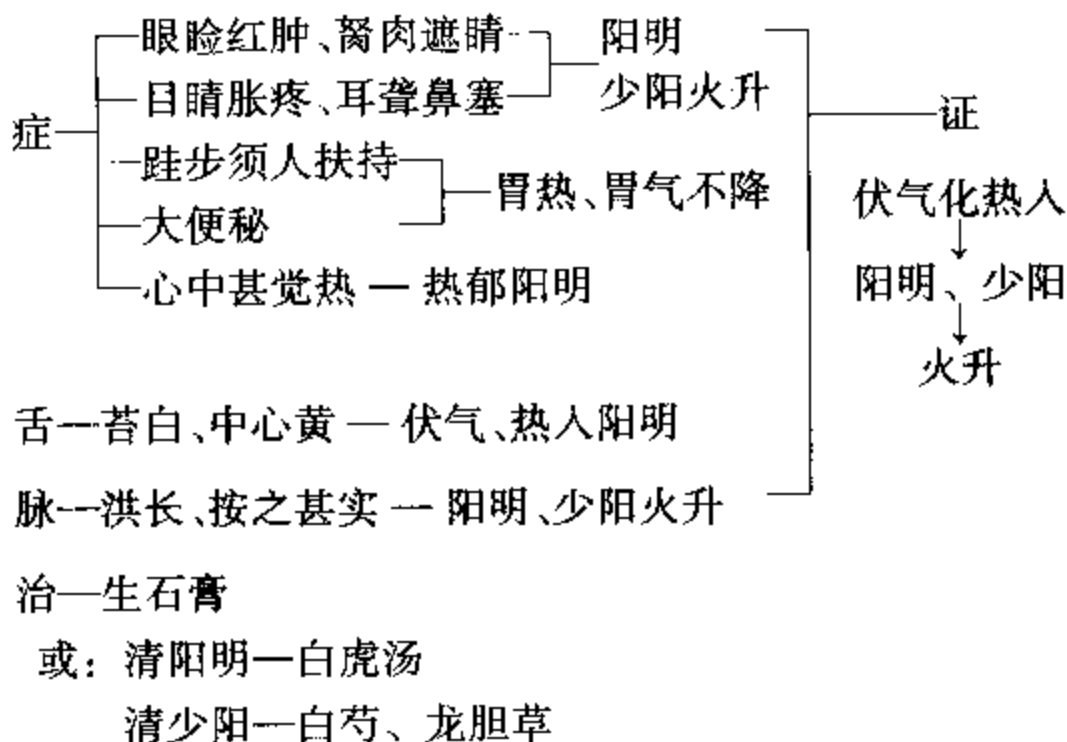 眼睑红肿、胬肉遮睛
阳明
目睛胀疼、耳聋鼻塞
少阳火升
症
证
跬步须人扶持
胃热、胃气不降
大便秘
伏气化热人
心中甚觉热 — 热郁阳明
阳明、少阳
火升
舌—苔白、中心黄 — 伏气、热人阳明
脉—洪长、按之甚实 — 阳明、少阳火升
治—生石膏
或：清阳明—白虎汤
清少阳—白芍、龙胆草